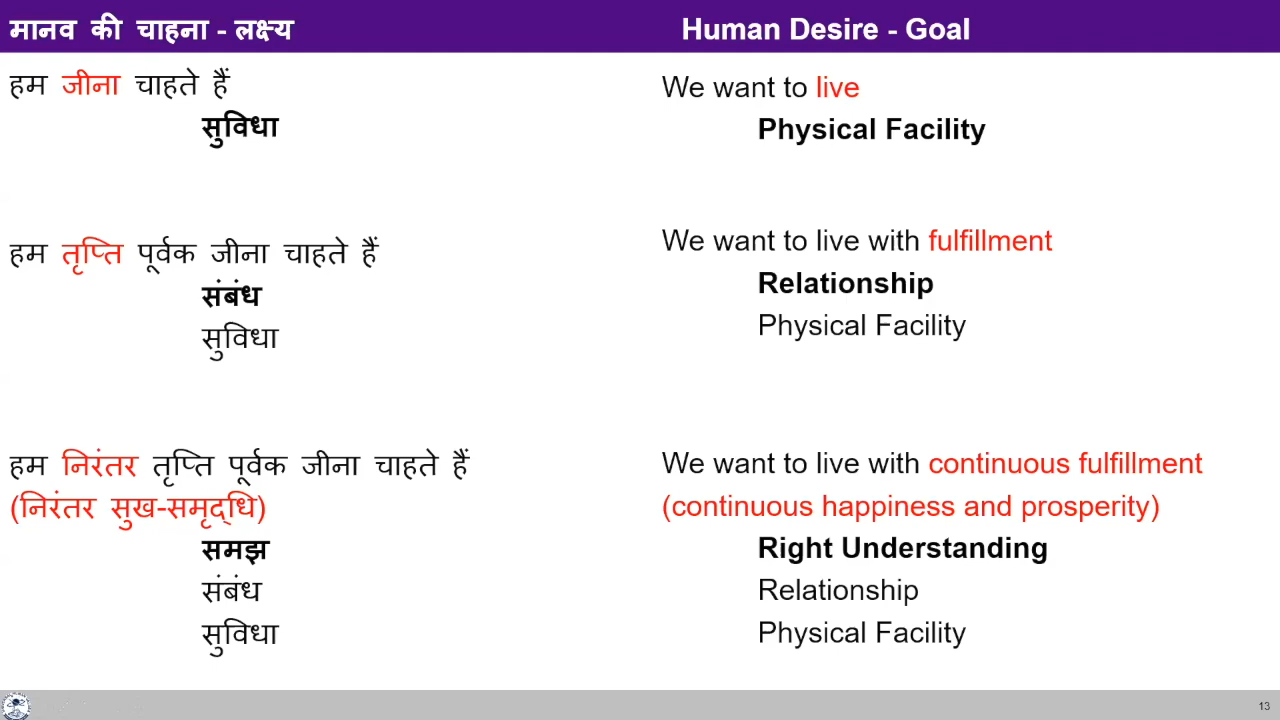 मानव की चाहना - लक्ष्य
हम जीना चाहते हैं
सुविधा
हम तृप्ति पूर्वक जीना चाहते हैं
संबंध
सुविधा
हम निरंतर तृप्ति पूर्वक जीना चाहते हैं
(निरंतर सुख-समृद्धि)
समझ
संबंध
सुविधा
Human Desire - Goal
We want to live
Physical Facility
We want to live with fulfillment
Relationship
Physical Facility
We want to live with continuous fulfillment
(continuous happiness and prosperity)
Right Understanding
Relationship
Physical Facility
13